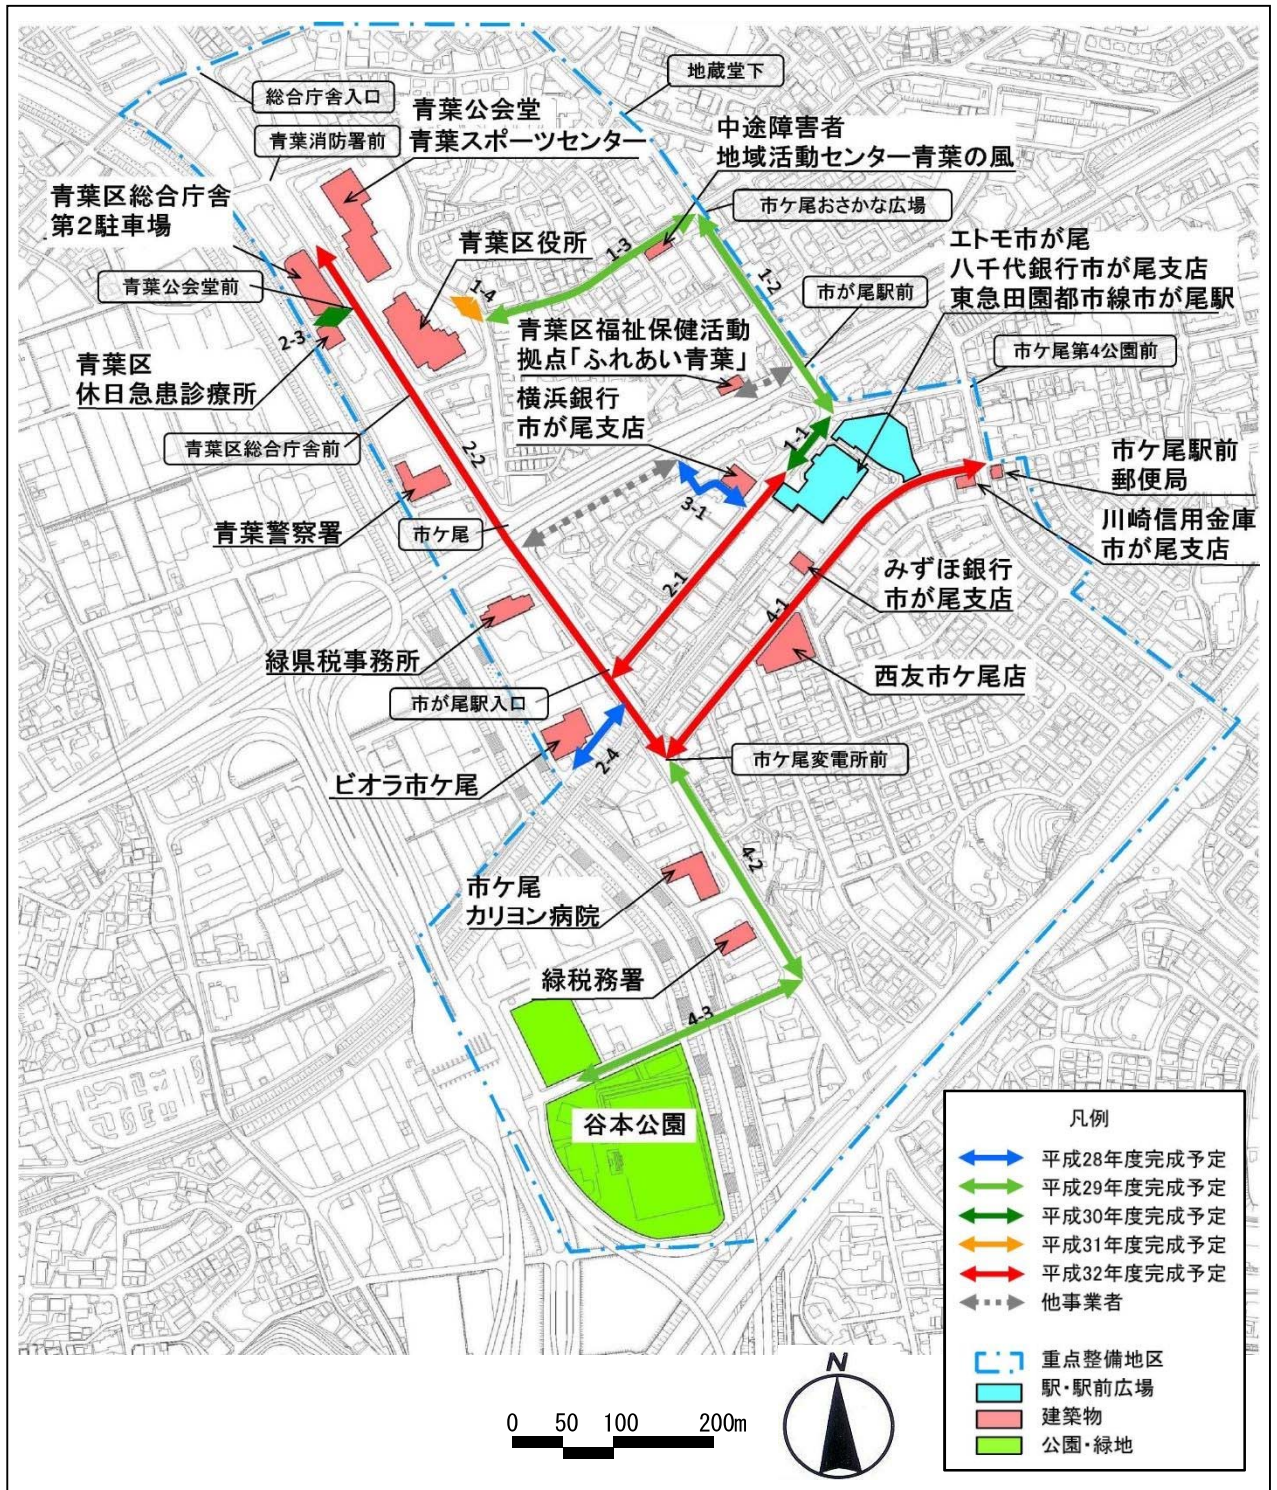 地蔵堂下
総合庁舎入口
青葉公会堂
青葉スポーツセンター
青葉消防署前
中途障害者
地域活動センター青葉の風
青葉区総合庁舎
第2駐車場
市ケ尾おさかな広場
青葉区役所
エトモ市が尾
八千代銀行市が尾支店
東急田園都市線市が尾駅
1-3
1-2
青葉公会堂前
1-4
市が尾駅前
2-3
青葉区福祉保健活動
拠点「ふれあい青葉」
市ケ尾第4公園前
青葉区
休日急患診療所
横浜銀行
市が尾支店
青葉区総合庁舎前
2-2
1-1
市ケ尾駅前
郵便局
3-1
青葉警察署
市ケ尾
川崎信用金庫
市が尾支店
2-1
みずほ銀行
市が尾支店
4-1
緑県税事務所
西友市ケ尾店
市が尾駅入口
2-4
市ケ尾変電所前
ビオラ市ケ尾
4-2
市ケ尾
カリヨン病院
緑税務署
4-3
谷本公園
凡例
平成28年度完成予定
平成29年度完成予定
平成30年度完成予定
平成31年度完成予定
平成32年度完成予定
他事業者
重点整備地区
駅・駅前広場
建築物
公園・緑地
N
0 50 100 200m